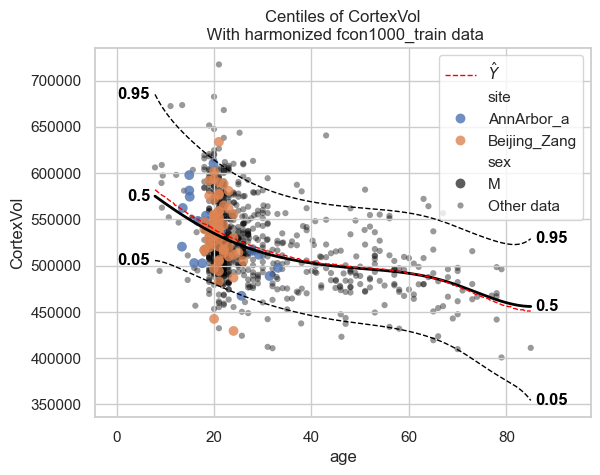 Centiles of CortexVol
With harmonized fcon1000_train data
Ŷ
site
AnnArbor_a
Beijing_Zang
sex
M
Other data
0.95
0.5
0.05
0.95
0.5
0.05
700000
650000
600000
550000
500000
450000
400000
350000
CortexVol
0
20
40
60
80
age